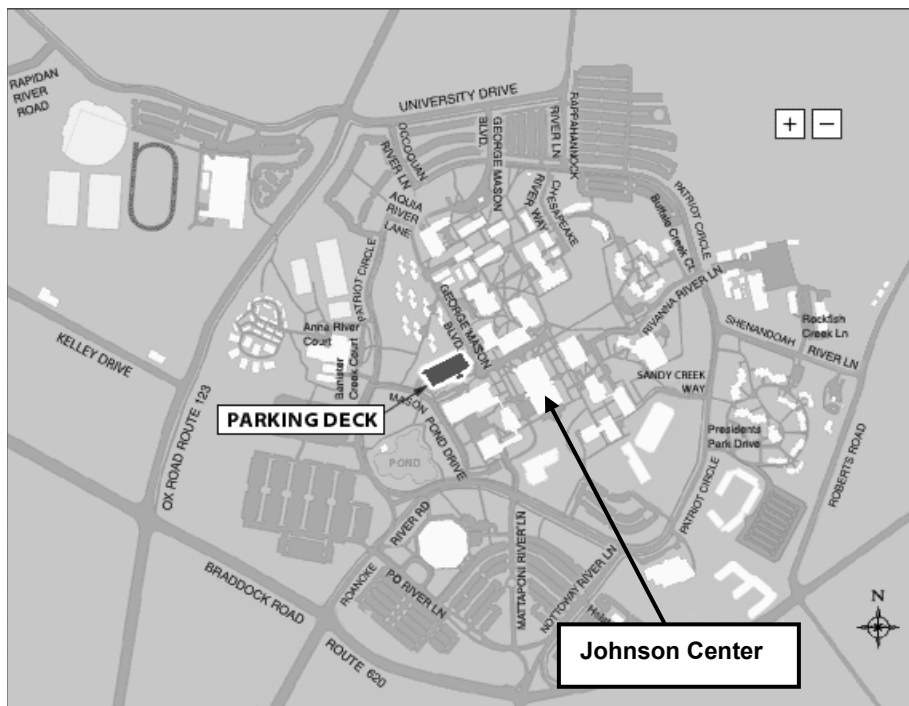 RAPIDAN
RIVER
ROAD
UNIVERSITY DRIVE
OCCOQUAN
RIVER LN
GEORGE MASON
BLVD.
RIVER LN
RAPPAHANNOCK
+
−
AQUIA
RIVER
LANE
CHESAPEAKE
RIVER WAY
PATRIOT CIRCLE
Buffalo Creek Ct.
PATRIOT CIRCLE
RIVANNA RIVER LN
Rockfish
Creek Ln
SHENANDOAH
RIVER LN
GEORGE MASON
BLVD.
Anna River
Court
Banister
Creek Court
KELLEY DRIVE
SANDY CREEK
WAY
PARKING DECK
MASON POND DRIVE
POND
Presidents
Park Drive
OX ROAD ROUTE 123
ROBERTS ROAD
PATRIOT CIRCLE
RIVER RD
ROANOKE
PO RIVER LN
MATTAPONI RIVER LN
NOTTOWAY RIVER LN
BRADDOCK ROAD
ROUTE 620
N
Johnson Center